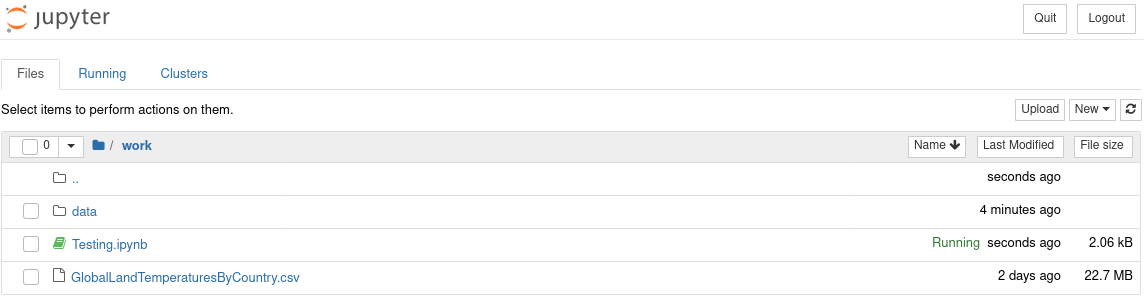 jupyter Quit Logout
Files Running Clusters
Select items to perform actions on them. Upload New
0 / work Name Last Modified File size
.. seconds ago
data 4 minutes ago
Testing.ipynb Running seconds ago 2.06 kB
GlobalLandTemperaturesByCountry.csv 2 days ago 22.7 MB